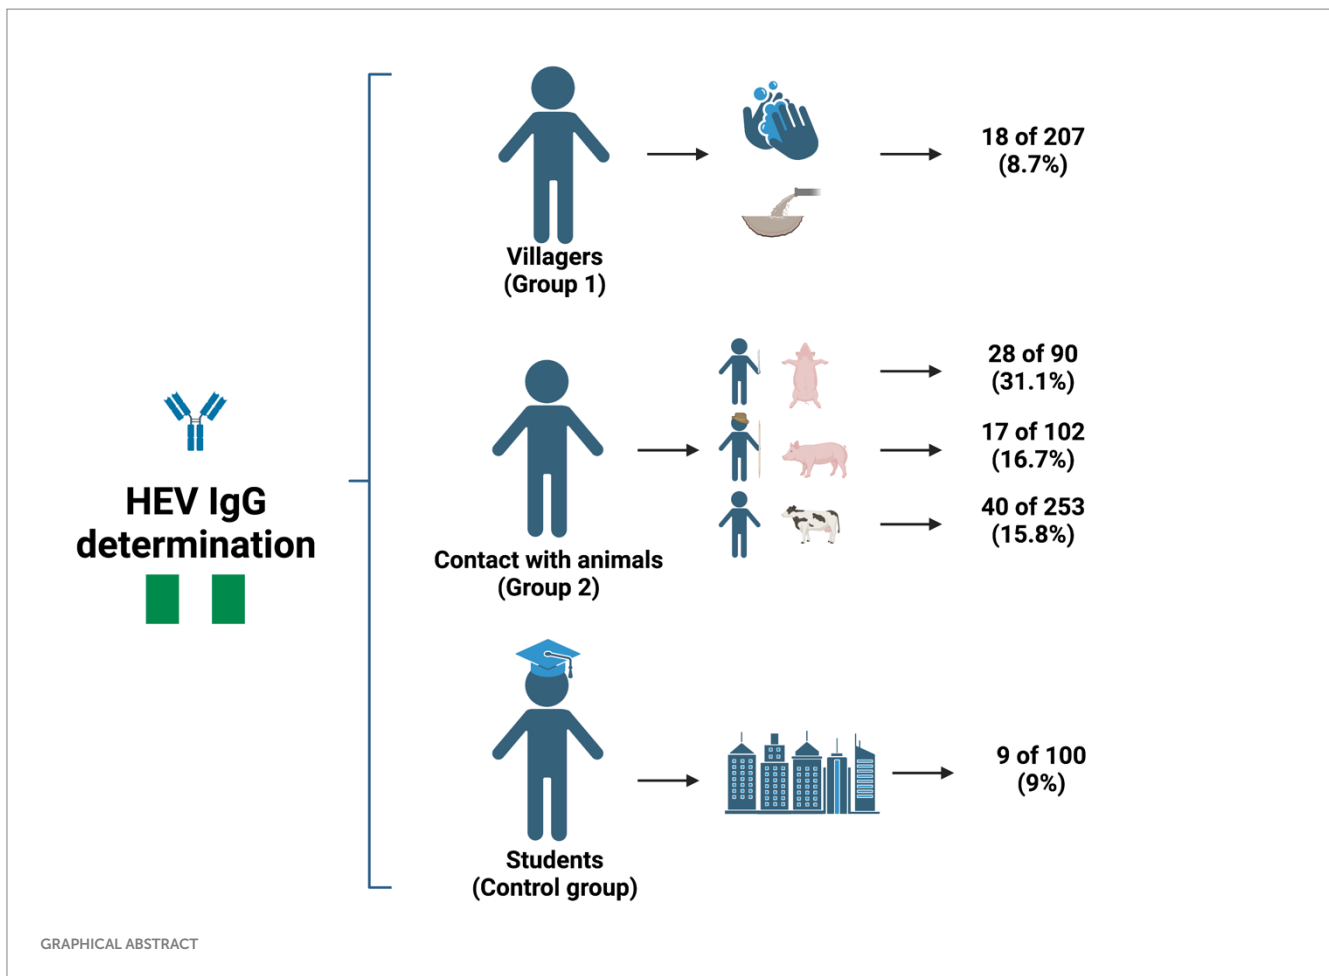 HEV IgG
determination
Villagers
(Group 1)
18 of 207
(8.7%)
Contact with animals
(Group 2)
28 of 90
(31.1%)
17 of 102
(16.7%)
40 of 253
(15.8%)
Students
(Control group)
9 of 100
(9%)
GRAPHICAL ABSTRACT